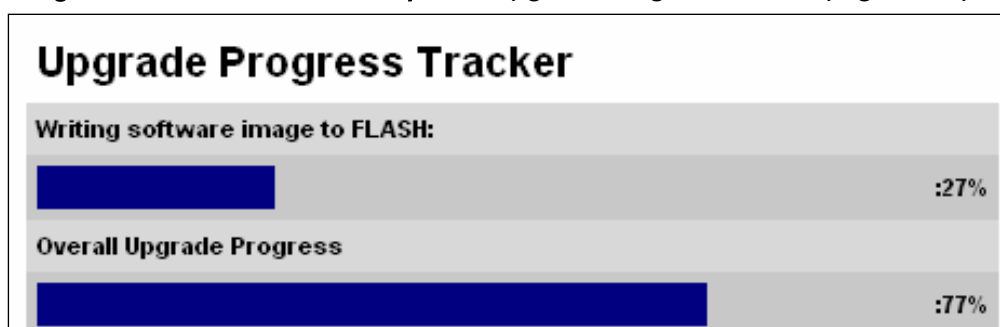 Upgrade Progress Tracker
Writing software image to FLASH:
:27%
Overall Upgrade Progress
:77%